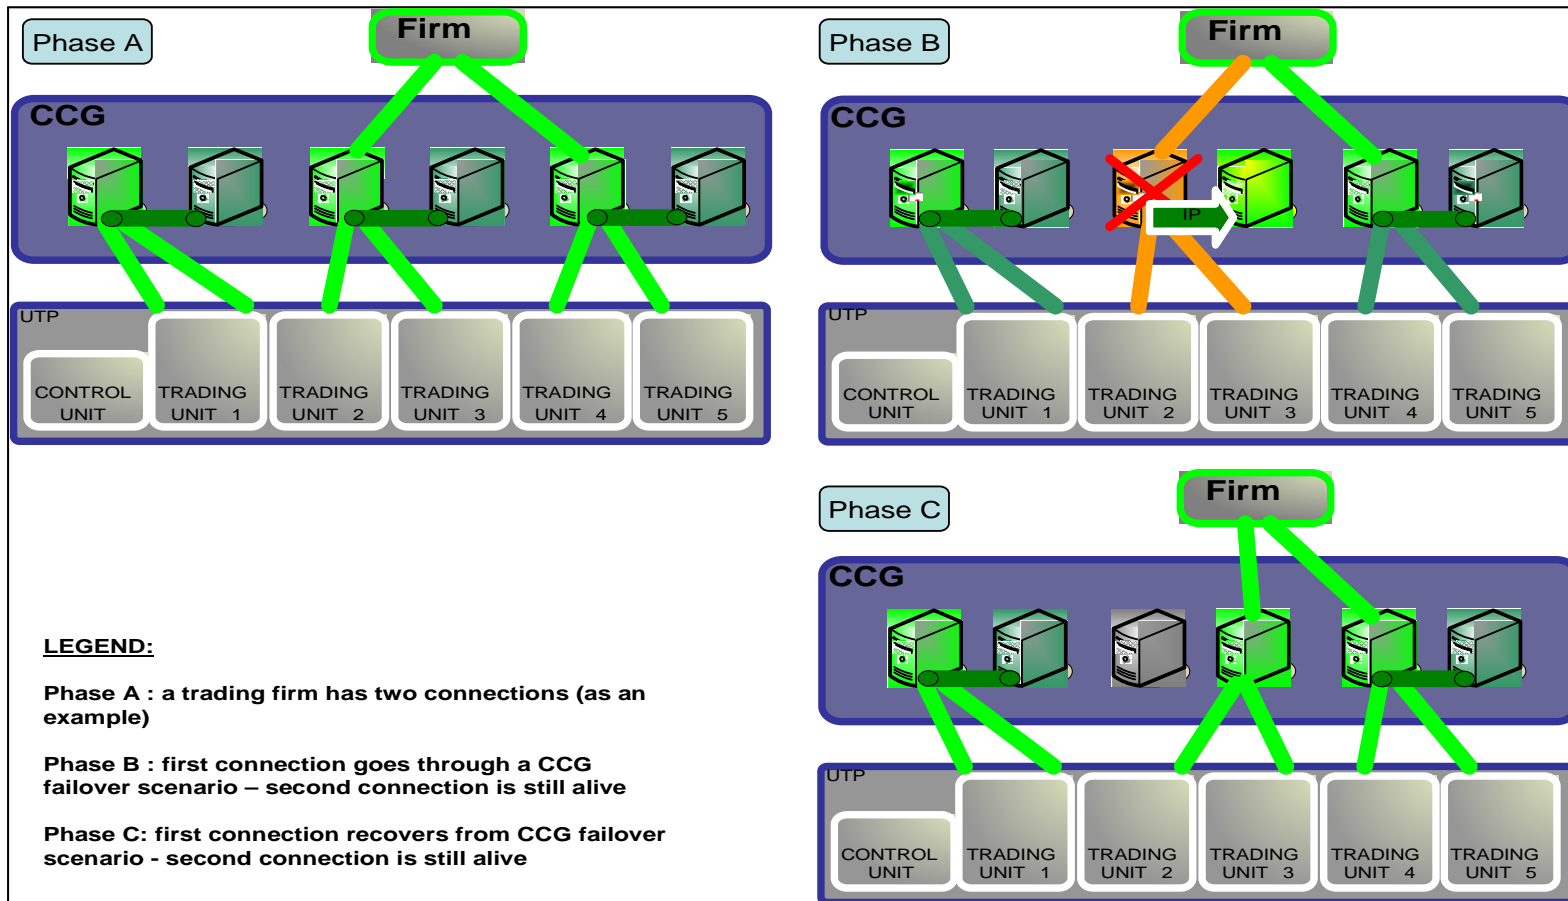 Phase A
Firm
CCG
UTP
CONTROL UNIT
TRADING UNIT 1
TRADING UNIT 2
TRADING UNIT 3
TRADING UNIT 4
TRADING UNIT 5
Phase B
Firm
CCG
IP
UTP
CONTROL UNIT
TRADING UNIT 1
TRADING UNIT 2
TRADING UNIT 3
TRADING UNIT 4
TRADING UNIT 5
Phase C
Firm
CCG
UTP
CONTROL UNIT
TRADING UNIT 1
TRADING UNIT 2
TRADING UNIT 3
TRADING UNIT 4
TRADING UNIT 5
LEGEND:
Phase A : a trading firm has two connections (as an
example)
Phase B : first connection goes through a CCG
failover scenario – second connection is still alive
Phase C: first connection recovers from CCG failover
scenario - second connection is still alive